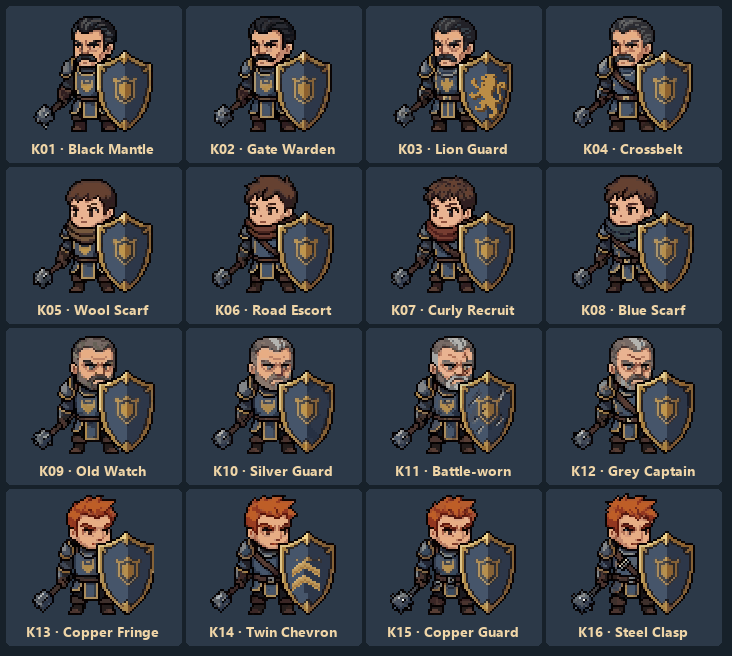 K01 · Black Mantle
K02 · Gate Warden
K03 · Lion Guard
K04 · Crossbelt
K05 · Wool Scarf
K06 · Road Escort
K07 · Curly Recruit
K08 · Blue Scarf
K09 · Old Watch
K10 · Silver Guard
K11 · Battle-worn
K12 · Grey Captain
K13 · Copper Fringe
K14 · Twin Chevron
K15 · Copper Guard
K16 · Steel Clasp